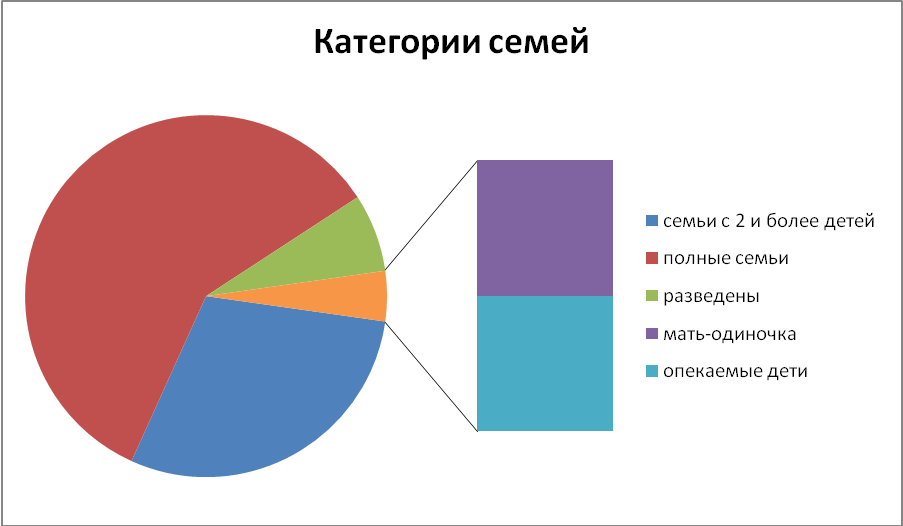 Категории семей
семьи с 2 и более детей
полные семьи
разведены
мать-одиночка
опекаемые дети